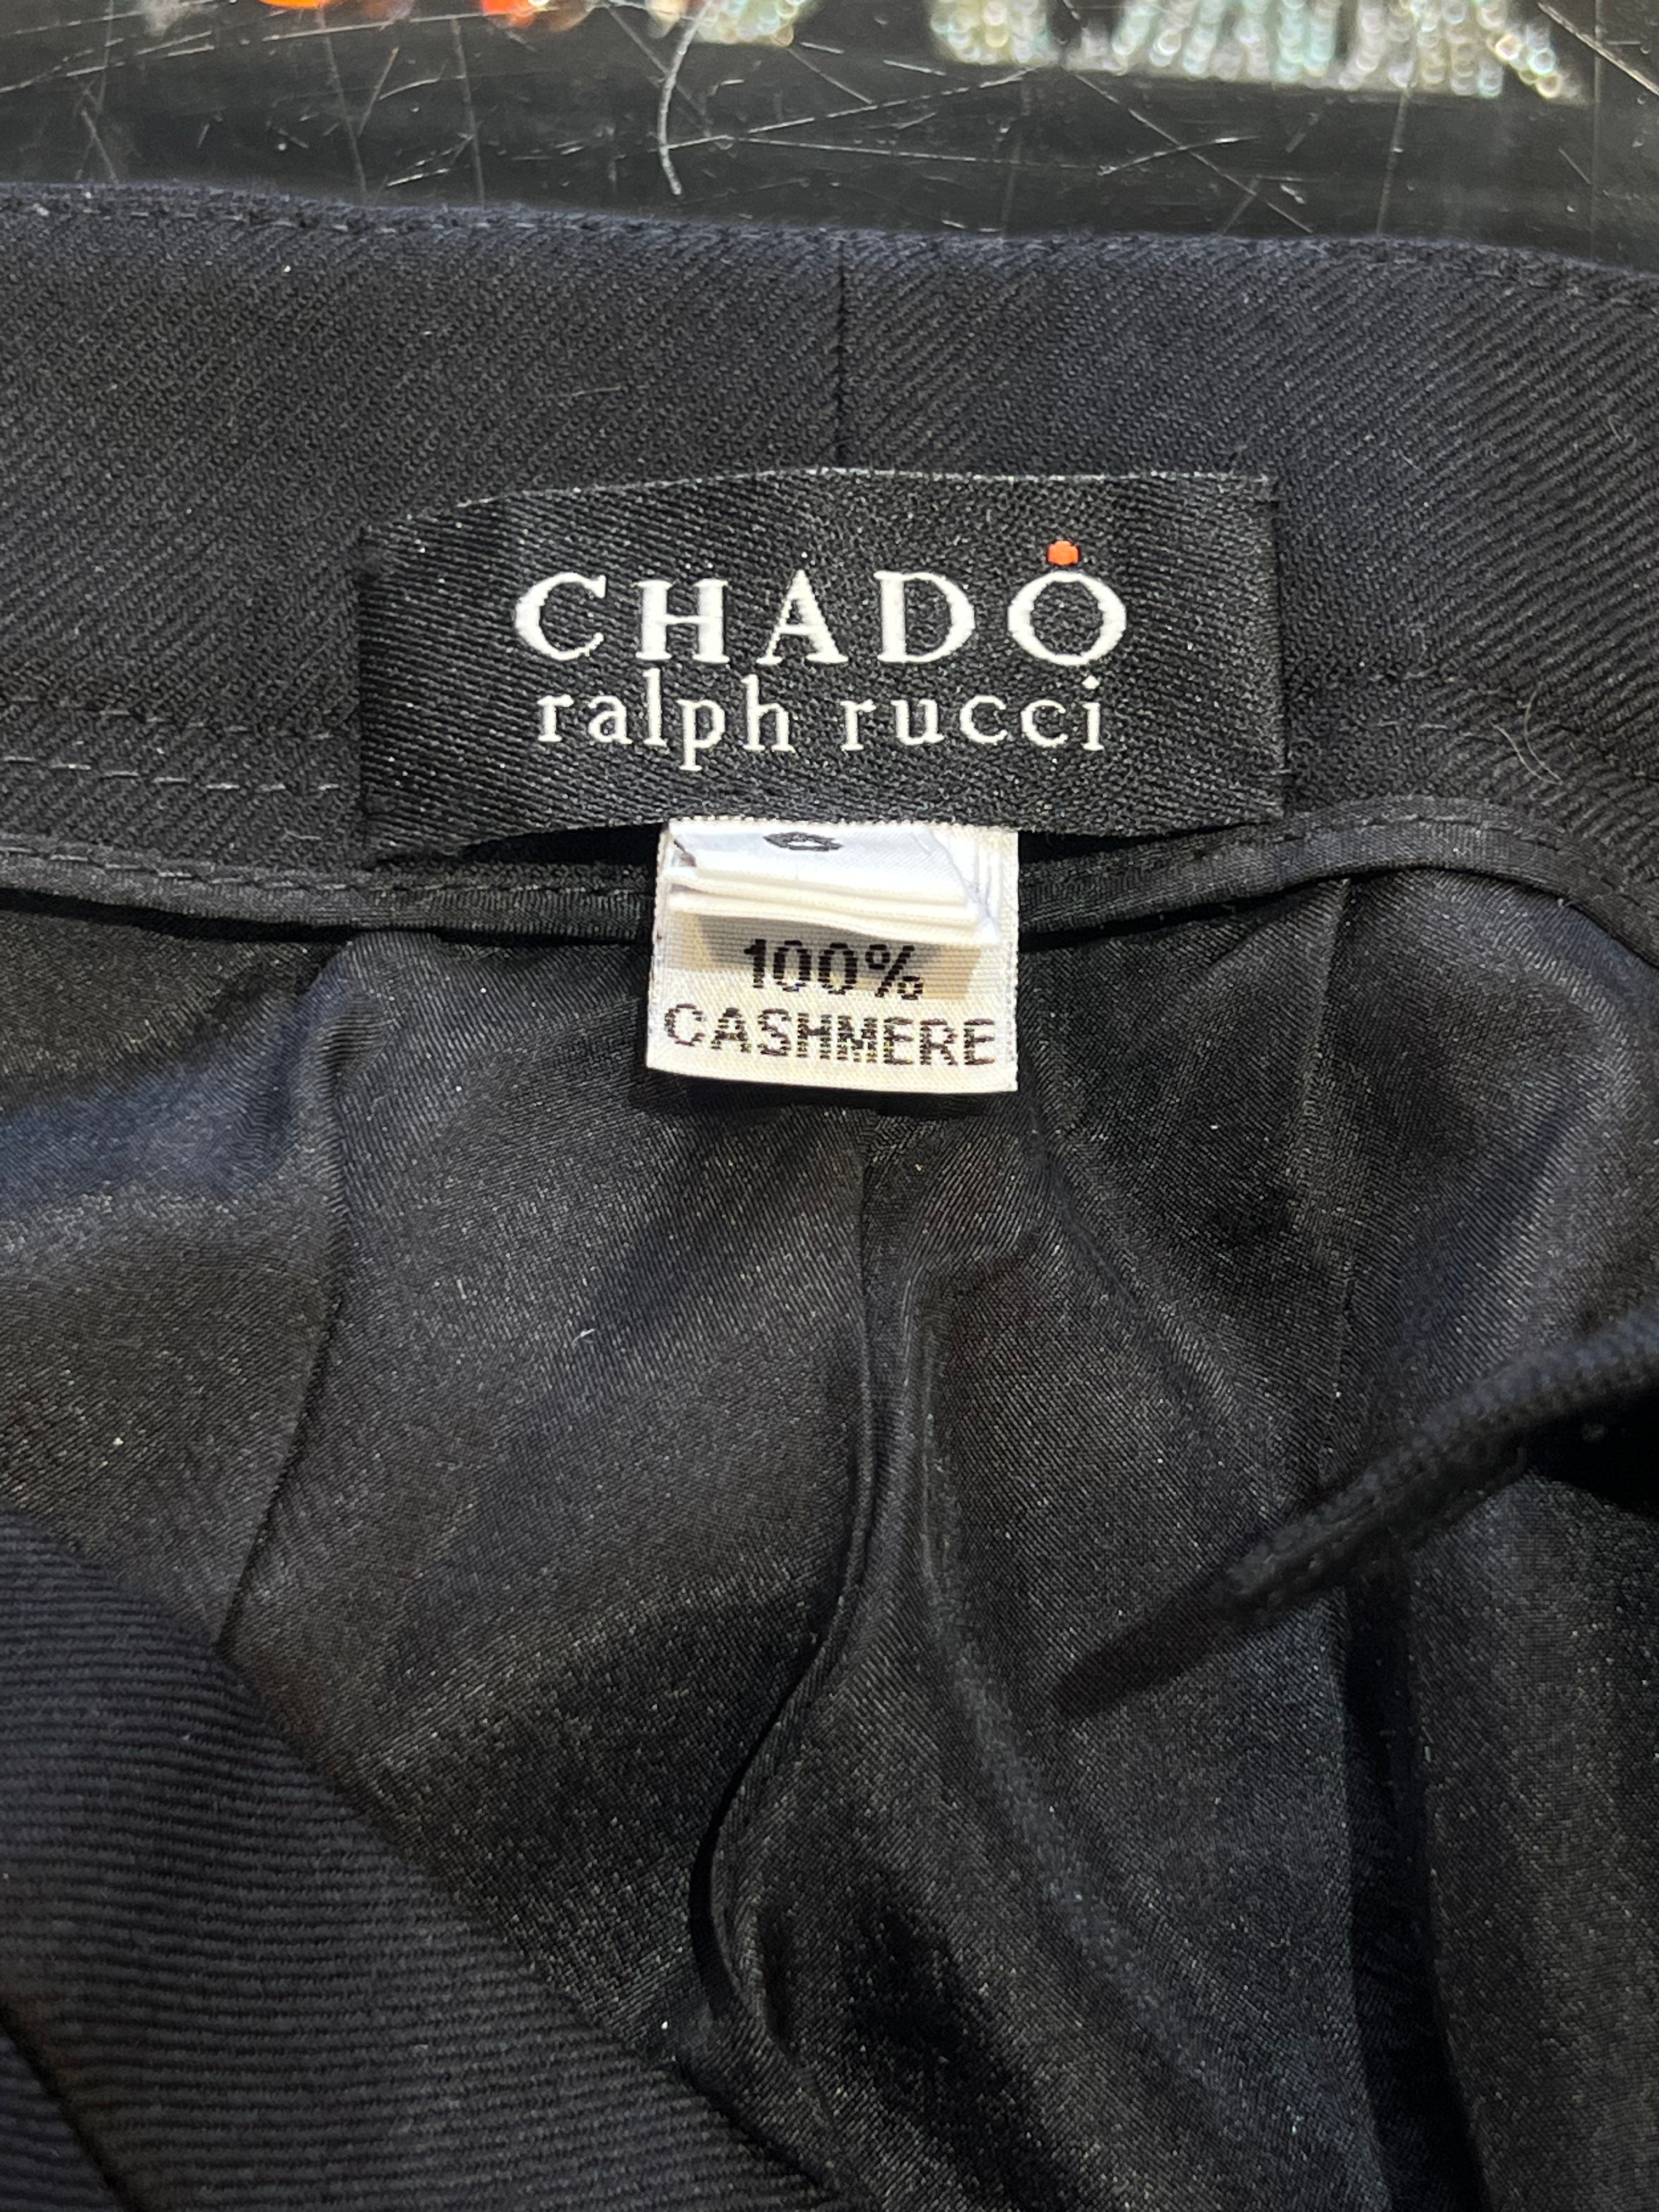 CHADO
ralph rucci
100%
CASHMERE